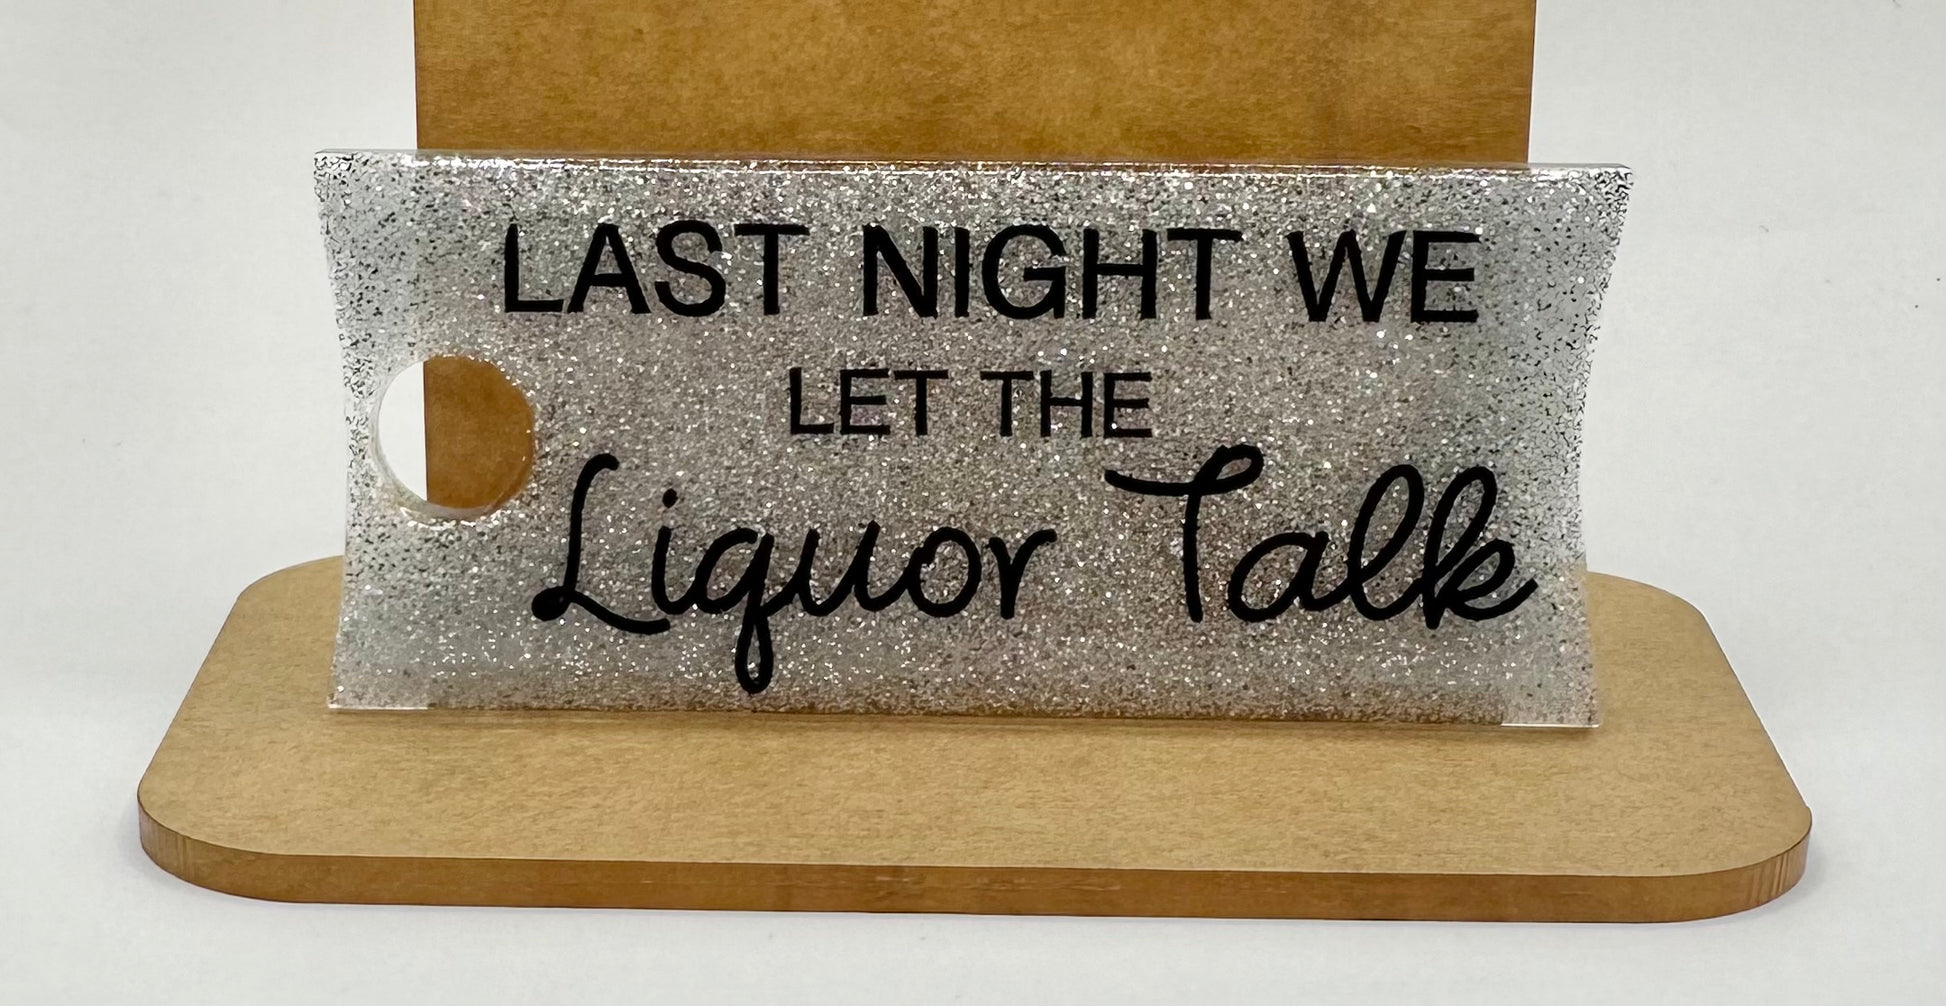 LAST NIGHT WE
LET THE
Liquor Talk